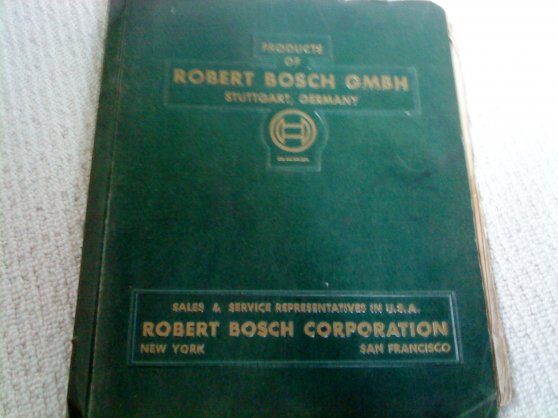 PRODUCTS
OF
ROBERT BOSCH GMBH
STUTTGART, GERMANY
SALES & SERVICE REPRESENTATIVES IN U.S.A.
ROBERT BOSCH CORPORATION
NEW YORK SAN FRANCISCO